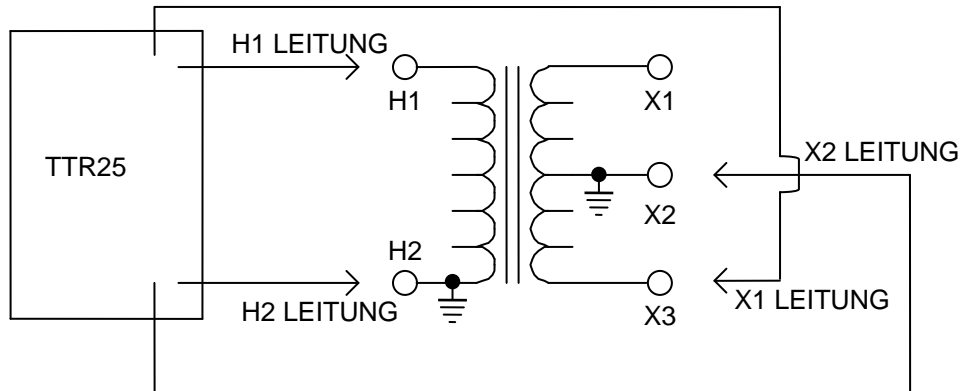 H1 LEITUNG
H1
X1
TTR25
X2 LEITUNG
X2
H2
H2 LEITUNG
X1 LEITUNG
X3